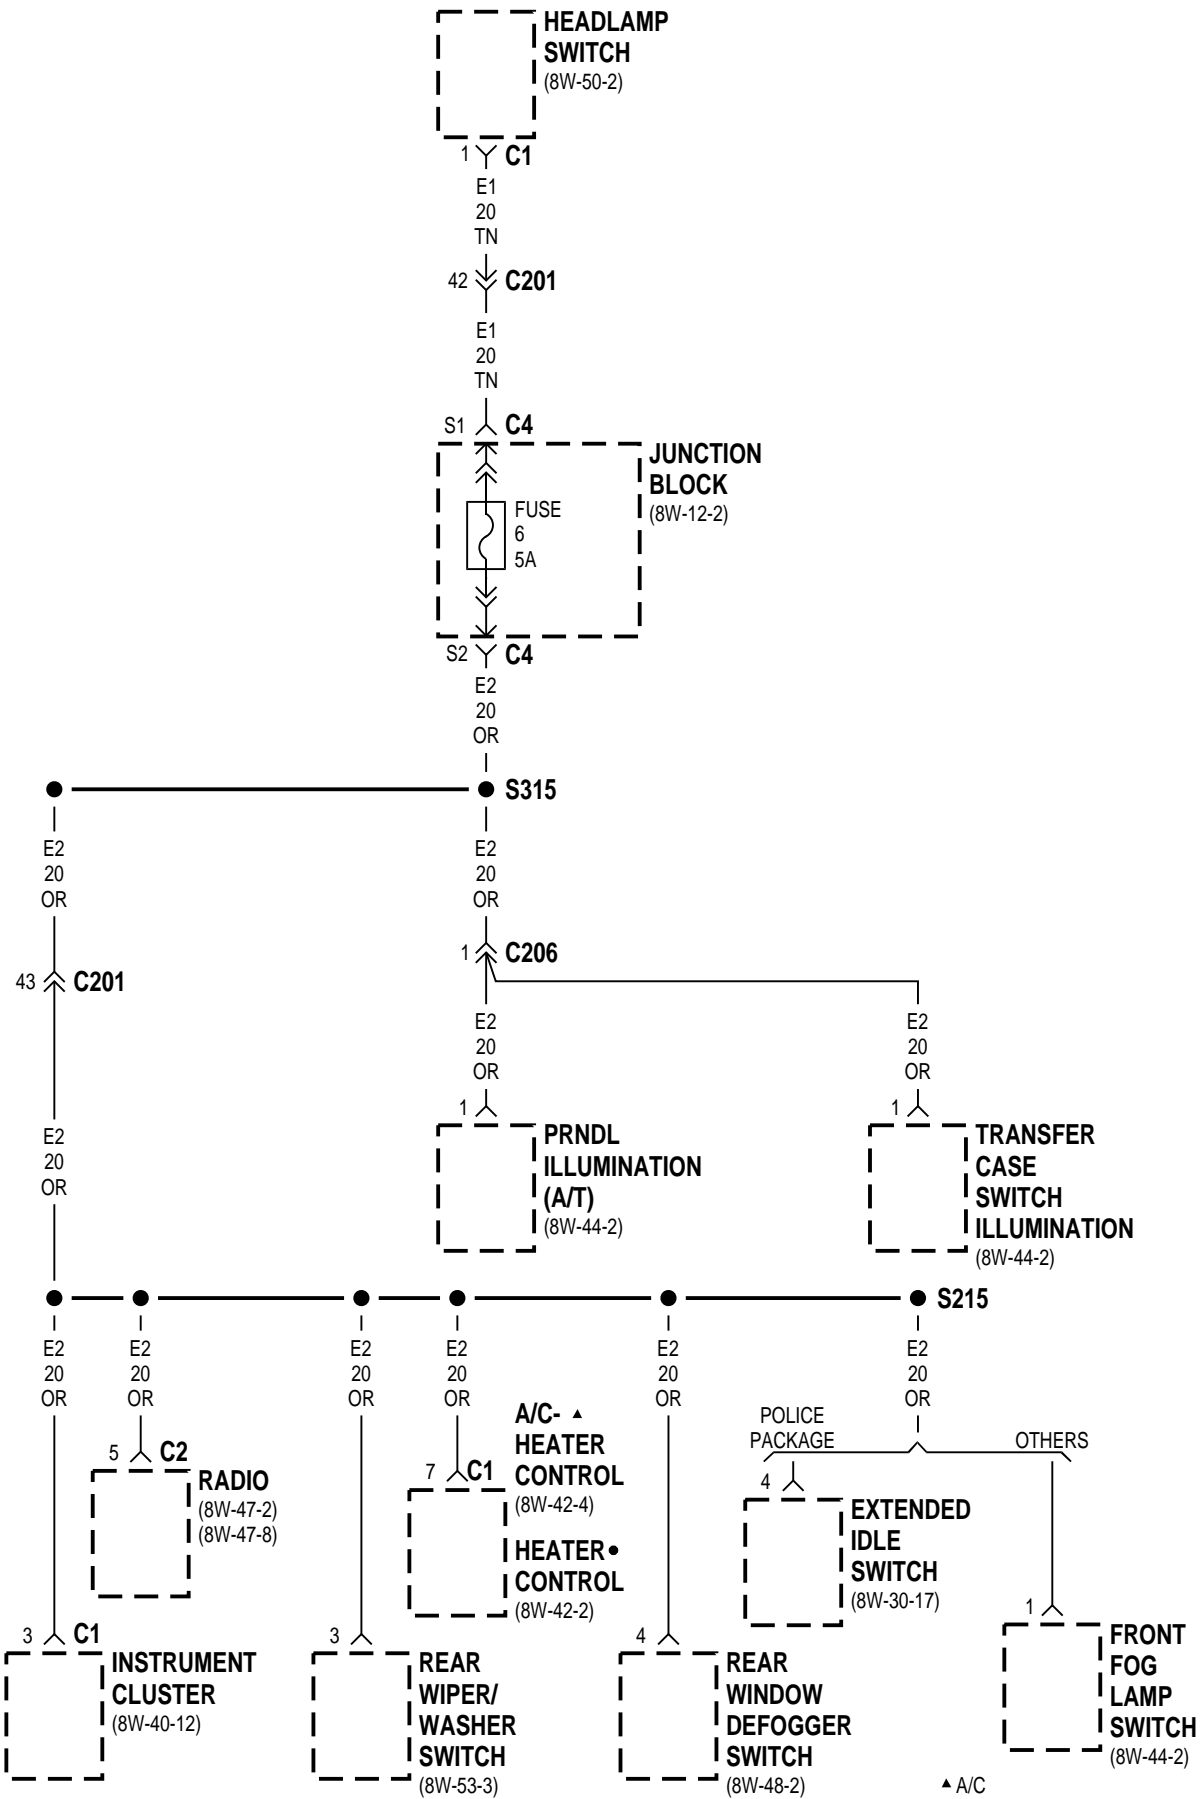 HEADLAMP
SWITCH
(8W-50-2)
1 C1
E1
20
TN
42 C201
E1
20
TN
S1 C4
JUNCTION
BLOCK
(8W-12-2)
FUSE
6
5A
S2 C4
E2
20
OR
S315
E2
20
OR
E2
20
OR
1 C206
43 C201
E2
20
OR
E2
20
OR
1
1
PRNDL
ILLUMINATION
(A/T)
(8W-44-2)
TRANSFER
CASE
SWITCH
ILLUMINATION
(8W-44-2)
E2
20
OR
S215
E2
20
OR
E2
20
OR
E2
20
OR
E2
20
OR
E2
20
OR
E2
20
OR
5 C2
RADIO
(8W-47-2)
(8W-47-8)
7 C1
A/C- ▲
HEATER
CONTROL
(8W-42-4)
HEATER●
CONTROL
(8W-42-2)
POLICE
PACKAGE
OTHERS
4
EXTENDED
IDLE
SWITCH
(8W-30-17)
3 C1
INSTRUMENT
CLUSTER
(8W-40-12)
3
REAR
WIPER/
WASHER
SWITCH
(8W-53-3)
4
REAR
WINDOW
DEFOGGER
SWITCH
(8W-48-2)
1
FRONT
FOG
LAMP
SWITCH
(8W-44-2)
▲ A/C